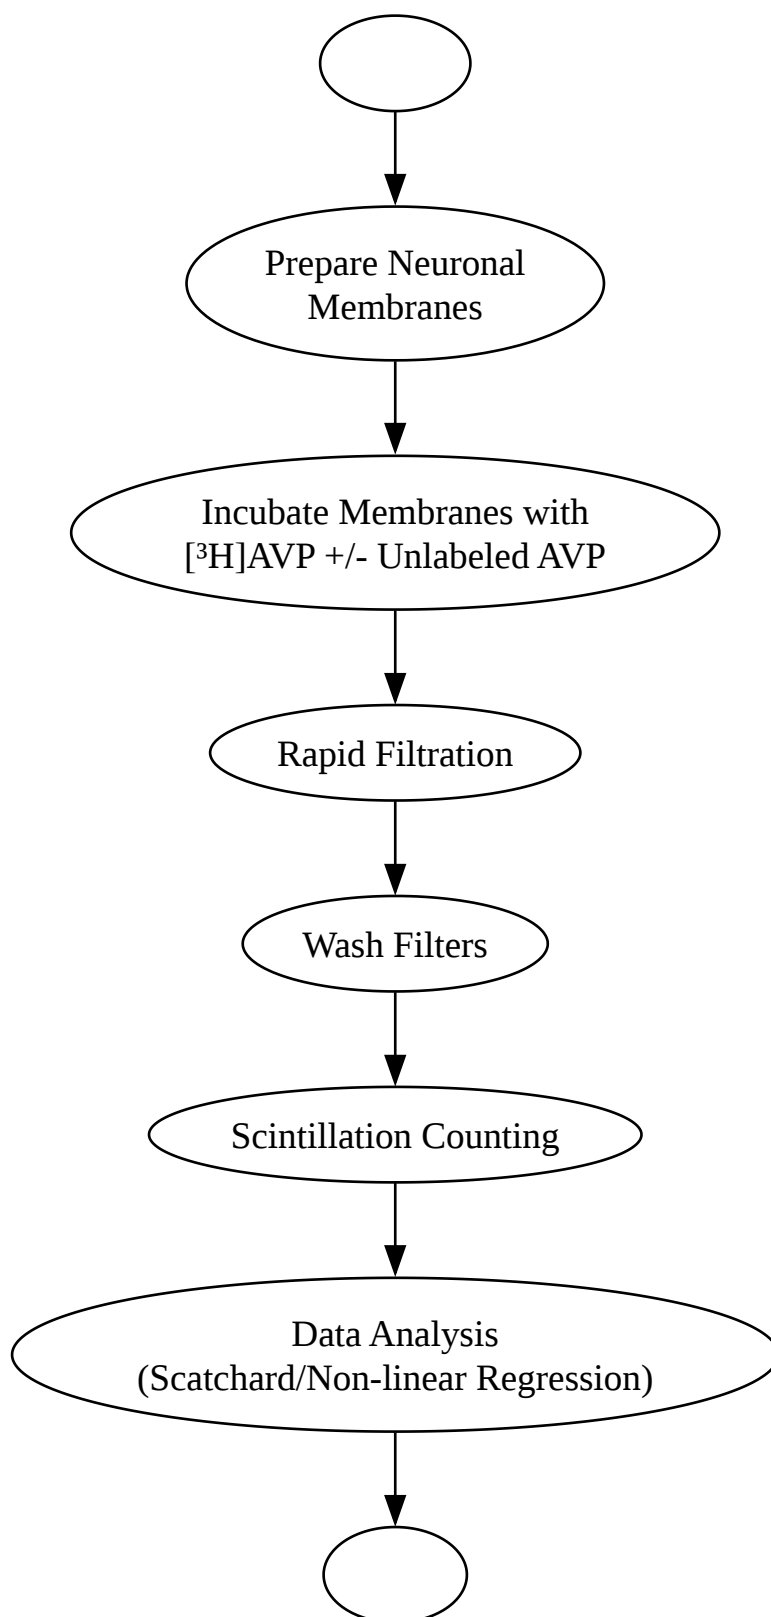 Prepare Neuronal
Membranes
Incubate Membranes with
[³H]AVP +/- Unlabeled AVP
Rapid Filtration
Wash Filters
Scintillation Counting
Data Analysis
(Scatchard/Non-linear Regression)